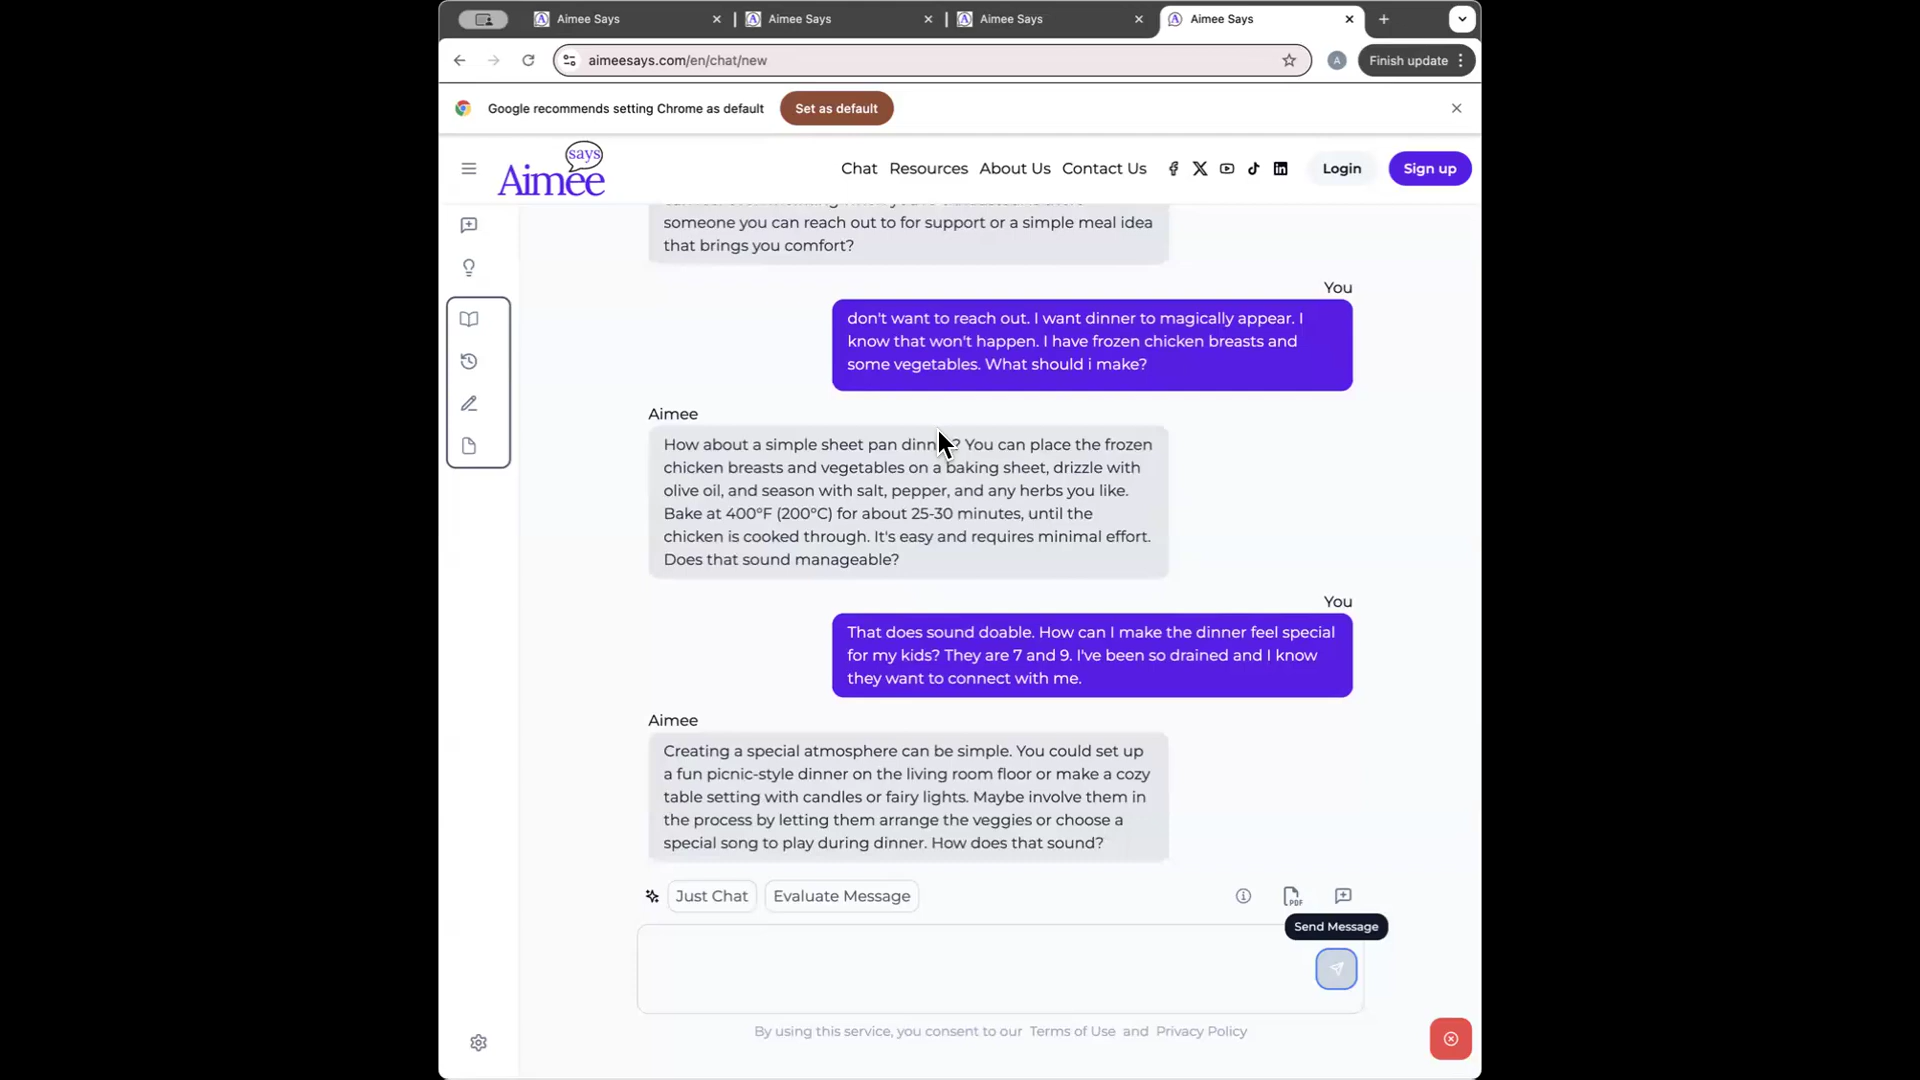 Aimee Says
Aimee Says
Aimee Says
Aimee Says
aimeesays.com/en/chat/new
A
Finish update
Google recommends setting Chrome as default
Set as default
says
Aimee
Chat
Resources
About Us
Contact Us
Login
Sign up
someone you can reach out to for support or a simple meal idea
that brings you comfort?
You
don't want to reach out. I want dinner to magically appear. I
know that won't happen. I have frozen chicken breasts and
some vegetables. What should i make?
Aimee
How about a simple sheet pan dinner? You can place the frozen
chicken breasts and vegetables on a baking sheet, drizzle with
olive oil, and season with salt, pepper, and any herbs you like.
Bake at 400°F (200°C) for about 25-30 minutes, until the
chicken is cooked through. It's easy and requires minimal effort.
Does that sound manageable?
You
That does sound doable. How can I make the dinner feel special
for my kids? They are 7 and 9. I've been so drained and I know
they want to connect with me.
Aimee
Creating a special atmosphere can be simple. You could set up
a fun picnic-style dinner on the living room floor or make a cozy
table setting with candles or fairy lights. Maybe involve them in
the process by letting them arrange the veggies or choose a
special song to play during dinner. How does that sound?
Just Chat
Evaluate Message
PDF
Send Message
By using this service, you consent to our Terms of Use and Privacy Policy